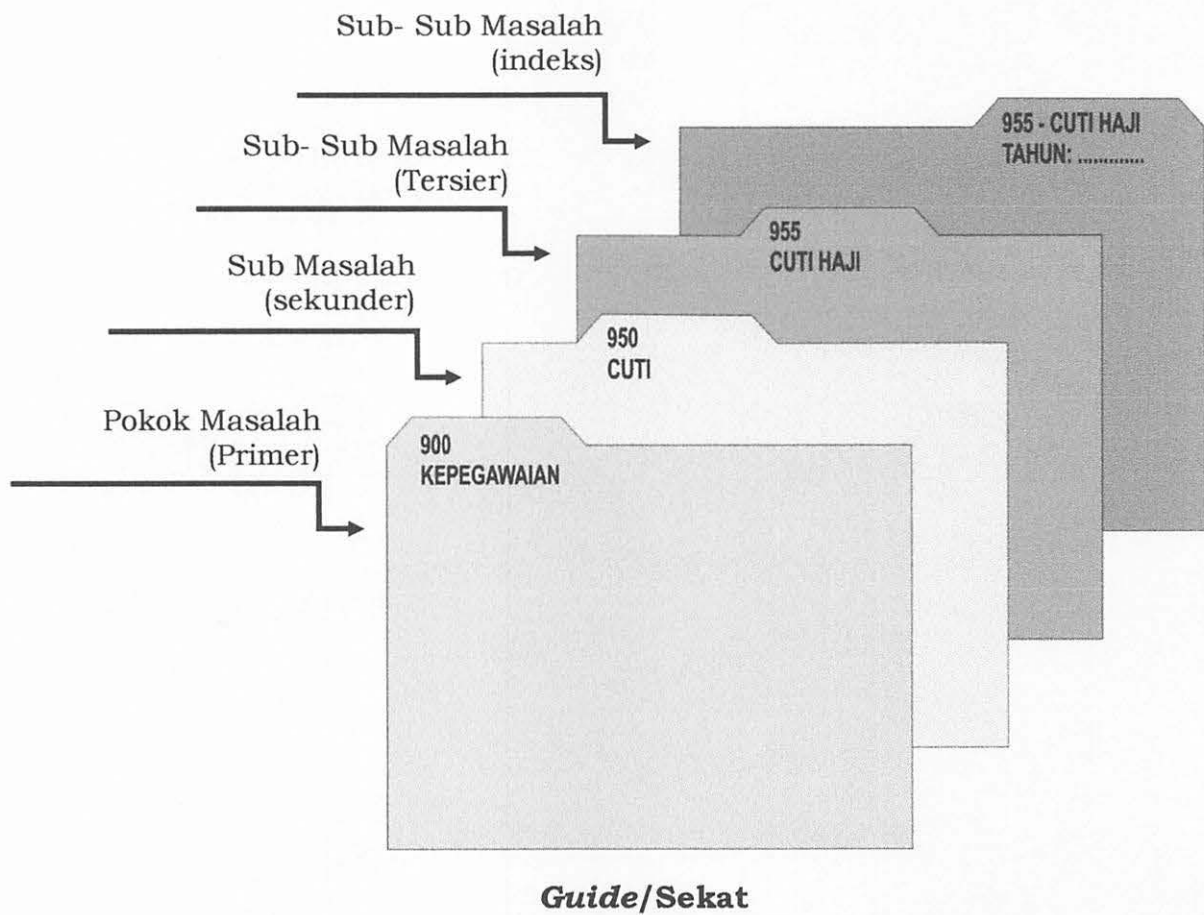 Sub- Sub Masalah
(indeks)
955 - CUTI HAJI
TAHUN: .............
Sub- Sub Masalah
(Tersier)
955
CUTI HAJI
Sub Masalah
(sekunder)
950
CUTI
Pokok Masalah
(Primer)
900
KEPEGAWAIAN
Guide/Sekat